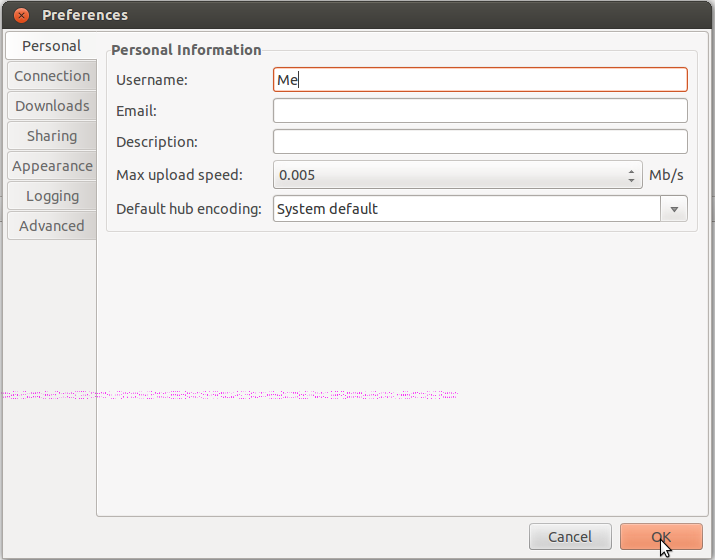 Preferences
Personal
Connection
Downloads
Sharing
Appearance
Logging
Advanced
Personal Information
Username: Me
Email:
Description:
Max upload speed: 0.005 Mb/s
Default hub encoding: System default
Cancel OK